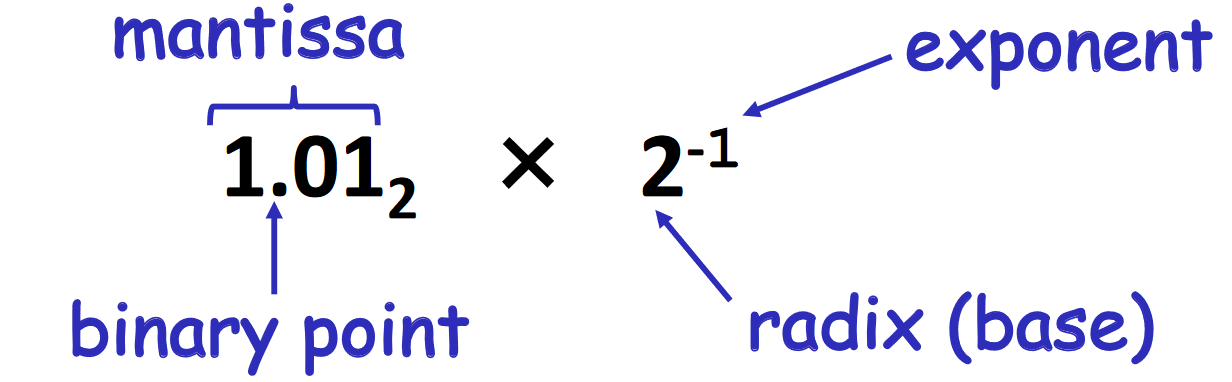 mantissa
exponent
1.01₂ × 2⁻¹
binary point
radix (base)